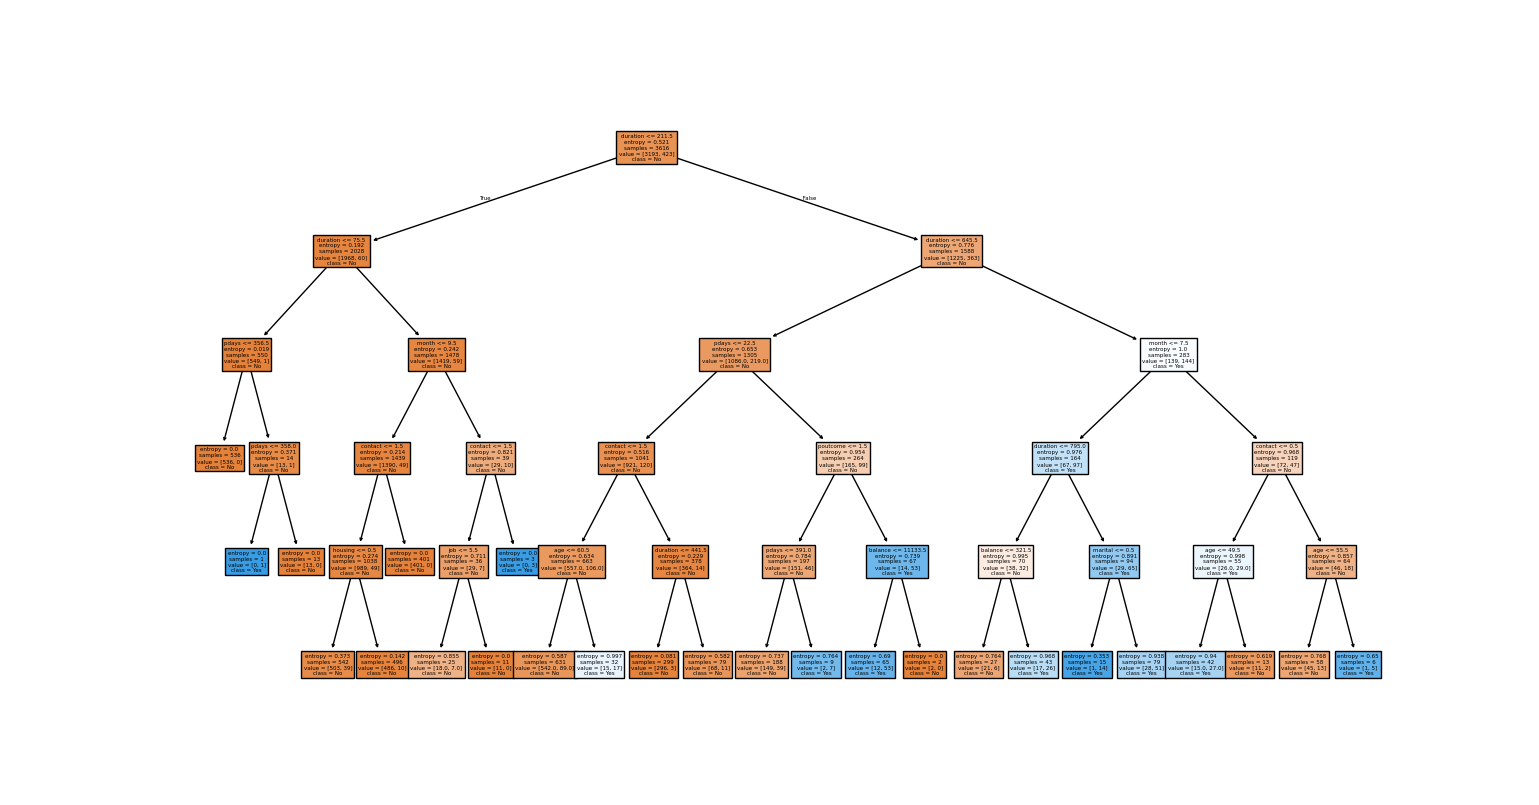 duration <= 211.5
entropy = 0.521
samples = 3616
value = [3193, 423]
class = No
True
False
duration <= 75.5
entropy = 0.192
samples = 2028
value = [1968, 60]
class = No
duration <= 645.5
entropy = 0.776
samples = 1588
value = [1225, 363]
class = No
pdays <= 356.5
entropy = 0.019
samples = 550
value = [549, 1]
class = No
month <= 9.5
entropy = 0.242
samples = 1478
value = [1419, 59]
class = No
pdays <= 22.5
entropy = 0.653
samples = 1305
value = [1086.0, 219.0]
class = No
month <= 7.5
entropy = 1.0
samples = 283
value = [139, 144]
class = Yes
entropy = 0.0
samples = 536
value = [536, 0]
class = No
pdays <= 358.0
entropy = 0.371
samples = 14
value = [13, 1]
class = No
contact <= 1.5
entropy = 0.214
samples = 1439
value = [1390, 49]
class = No
contact <= 1.5
entropy = 0.821
samples = 39
value = [29, 10]
class = No
contact <= 1.5
entropy = 0.516
samples = 1041
value = [921, 120]
class = No
poutcome <= 1.5
entropy = 0.954
samples = 264
value = [165, 99]
class = No
duration <= 795.0
entropy = 0.976
samples = 164
value = [67, 97]
class = Yes
contact <= 0.5
entropy = 0.968
samples = 119
value = [72, 47]
class = No
entropy = 0.0
samples = 1
value = [0, 1]
class = Yes
entropy = 0.0
samples = 13
value = [13, 0]
class = No
housing <= 0.5
entropy = 0.274
samples = 1038
value = [989, 49]
class = No
entropy = 0.0
samples = 401
value = [401, 0]
class = No
job <= 5.5
entropy = 0.711
samples = 36
value = [29, 7]
class = No
entropy = 0.0
samples = 3
value = [0, 3]
class = Yes
age <= 60.5
entropy = 0.634
samples = 663
value = [557.0, 106.0]
class = No
duration <= 441.5
entropy = 0.229
samples = 378
value = [364, 14]
class = No
pdays <= 391.0
entropy = 0.784
samples = 197
value = [151, 46]
class = No
balance <= 11133.5
entropy = 0.739
samples = 67
value = [14, 53]
class = Yes
balance <= 321.5
entropy = 0.995
samples = 70
value = [38, 32]
class = No
marital <= 0.5
entropy = 0.891
samples = 94
value = [29, 65]
class = Yes
age <= 49.5
entropy = 0.998
samples = 55
value = [26.0, 29.0]
class = Yes
age <= 55.5
entropy = 0.857
samples = 64
value = [46, 18]
class = No
entropy = 0.373
samples = 542
value = [503, 39]
class = No
entropy = 0.142
samples = 496
value = [486, 10]
class = No
entropy = 0.855
samples = 25
value = [18.0, 7.0]
class = No
entropy = 0.0
samples = 11
value = [11, 0]
class = No
entropy = 0.587
samples = 631
value = [542.0, 89.0]
class = No
entropy = 0.997
samples = 32
value = [15, 17]
class = Yes
entropy = 0.081
samples = 299
value = [296, 3]
class = No
entropy = 0.582
samples = 79
value = [68, 11]
class = No
entropy = 0.737
samples = 188
value = [149, 39]
class = No
entropy = 0.764
samples = 9
value = [2, 7]
class = Yes
entropy = 0.69
samples = 65
value = [12, 53]
class = Yes
entropy = 0.0
samples = 2
value = [2, 0]
class = No
entropy = 0.764
samples = 27
value = [21, 6]
class = No
entropy = 0.968
samples = 43
value = [17, 26]
class = Yes
entropy = 0.353
samples = 15
value = [1, 14]
class = Yes
entropy = 0.938
samples = 79
value = [28, 51]
class = Yes
entropy = 0.94
samples = 42
value = [15.0, 27.0]
class = Yes
entropy = 0.619
samples = 13
value = [11, 2]
class = No
entropy = 0.768
samples = 58
value = [45, 13]
class = No
entropy = 0.65
samples = 6
value = [1, 5]
class = Yes